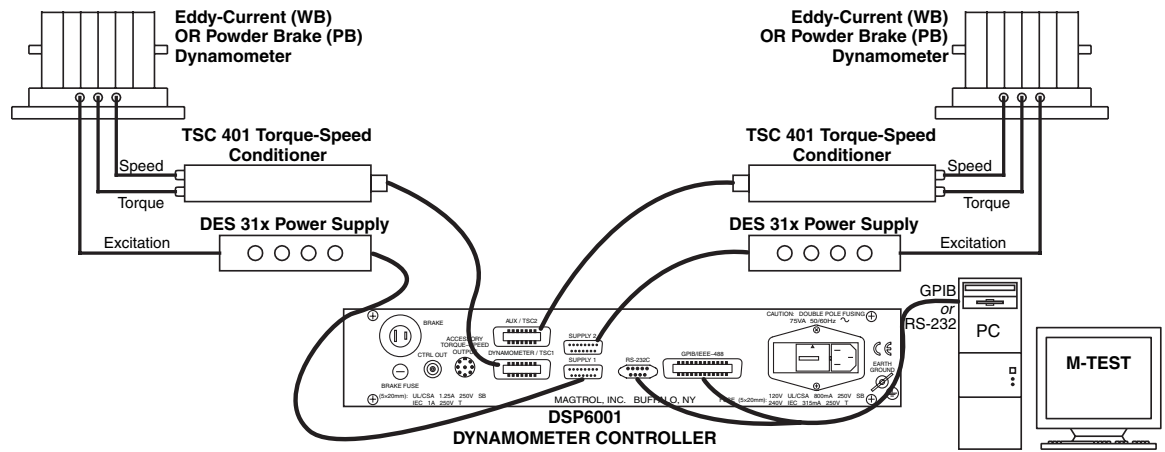 Eddy-Current (WB)
OR Powder Brake (PB)
Dynamometer
Eddy-Current (WB)
OR Powder Brake (PB)
Dynamometer
TSC 401 Torque-Speed
Conditioner
TSC 401 Torque-Speed
Conditioner
Speed
Speed
Torque
Torque
DES 31x Power Supply
DES 31x Power Supply
Excitation
Excitation
GPIB
or
RS-232
PC
M-TEST
BRAKE
AUX / TSC2
CAUTION: DOUBLE POLE FUSING
75VA 50/60Hz
ACCESSORY
TORQUE-SPEED
OUTPUT
CTRL OUT
SUPPLY 2
DYNAMOMETER / TSC1
SUPPLY 1
RS-232C
GPIB/IEEE-488
CE
EARTH
GROUND
BRAKE FUSE
(5x20mm): UL/CSA 1.25A 250V SB
IEC 1A 250V T
MAGTROL, INC. BUFFALO, NY
FUSE (5x20mm): 120V UL/CSA 800mA 250V SB
240V IEC 315mA 250V T
DSP6001
DYNAMOMETER CONTROLLER